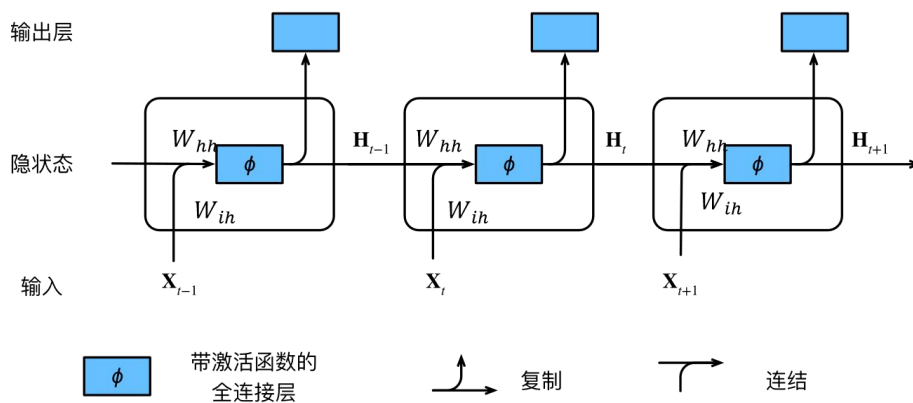 输出层
隐状态
W_hh
ϕ
H_{t-1}
W_hh
ϕ
H_t
W_hh
ϕ
H_{t+1}
W_ih
W_ih
W_ih
输入
X_{t-1}
X_t
X_{t+1}
ϕ
带激活函数的
全连接层
复制
连结